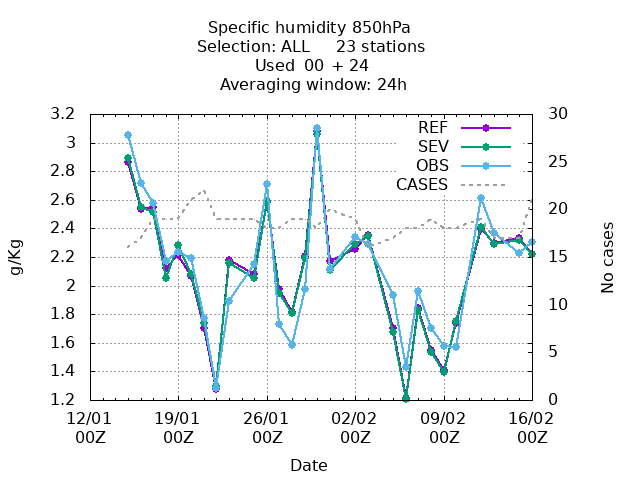 Specific humidity 850hPa
Selection: ALL 23 stations
Used 00 + 24
Averaging window: 24h
g/Kg
3.2
3
2.8
2.6
2.4
2.2
2
1.8
1.6
1.4
1.2
REF
SEV
OBS
CASES
30
25
20
15
10
5
0
No cases
12/01 19/01 26/01 02/02 09/02 16/02
00Z 00Z 00Z 00Z 00Z 00Z
Date